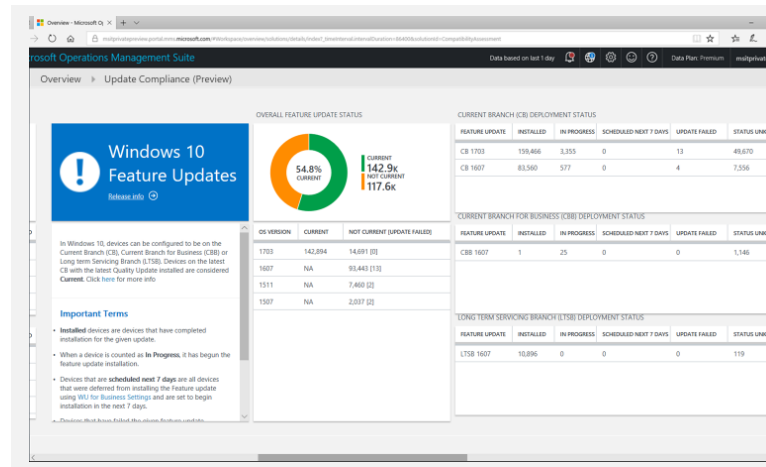 Overview - Microsoft Op
msitprivatepreview.portal.mms.microsoft.com/#Workspace/overview/solutions/details/index?
rosoft Operations Management Suite
Data based on last 1 day
Data Plan: Premium
msitprivat
Overview
Update Compliance (Preview)
Windows 10
Feature Updates
Release info
In Windows 10, devices can be configured to be on the
Current Branch (CB), Current Branch for Business (CBB) or
Long term Servicing Branch (LTSB). Devices on the latest
CB with the latest Quality Update installed are considered
Current. Click here for more info
Important Terms
• Installed devices are devices that have completed
installation for the given update.
• When a device is counted as In Progress, it has begun the
feature update installation.
• Devices that are scheduled next 7 days are all devices
that were deferred from installing the Feature update
using WU for Business Settings and are set to begin
installation in the next 7 days.
• Devices that have failed the given feature update
OVERALL FEATURE UPDATE STATUS
54.8%
CURRENT
CURRENT
142.9K
NOT CURRENT
117.6K
OS VERSION CURRENT NOT CURRENT [UPDATE FAILED]
1703 142,894 14,691 [0]
1607 NA 93,443 [13]
1511 NA 7,460 [2]
1507 NA 2,037 [2]
CURRENT BRANCH (CB) DEPLOYMENT STATUS
FEATURE UPDATE INSTALLED IN PROGRESS SCHEDULED NEXT 7 DAYS UPDATE FAILED STATUS UNK
CB 1703 159,466 3,355 0 13 49,670
CB 1607 83,560 577 0 4 7,556
CURRENT BRANCH FOR BUSINESS (CBB) DEPLOYMENT STATUS
FEATURE UPDATE INSTALLED IN PROGRESS SCHEDULED NEXT 7 DAYS UPDATE FAILED STATUS UNK
CBB 1607 1 25 0 0 1,146
LONG TERM SERVICING BRANCH (LTSB) DEPLOYMENT STATUS
FEATURE UPDATE INSTALLED IN PROGRESS SCHEDULED NEXT 7 DAYS UPDATE FAILED STATUS UNK
LTSB 1607 10,896 0 0 0 119